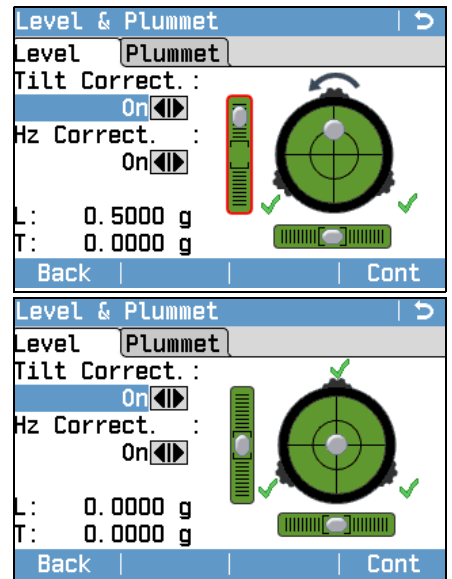 Level & Plummet
Level Plummet
Tilt Correct. :
On
Hz Correct. :
On
L: 0.5000 g
T: 0.0000 g
Back Cont
Level & Plummet
Level Plummet
Tilt Correct. :
On
Hz Correct. :
On
L: 0.0000 g
T: 0.0000 g
Back Cont